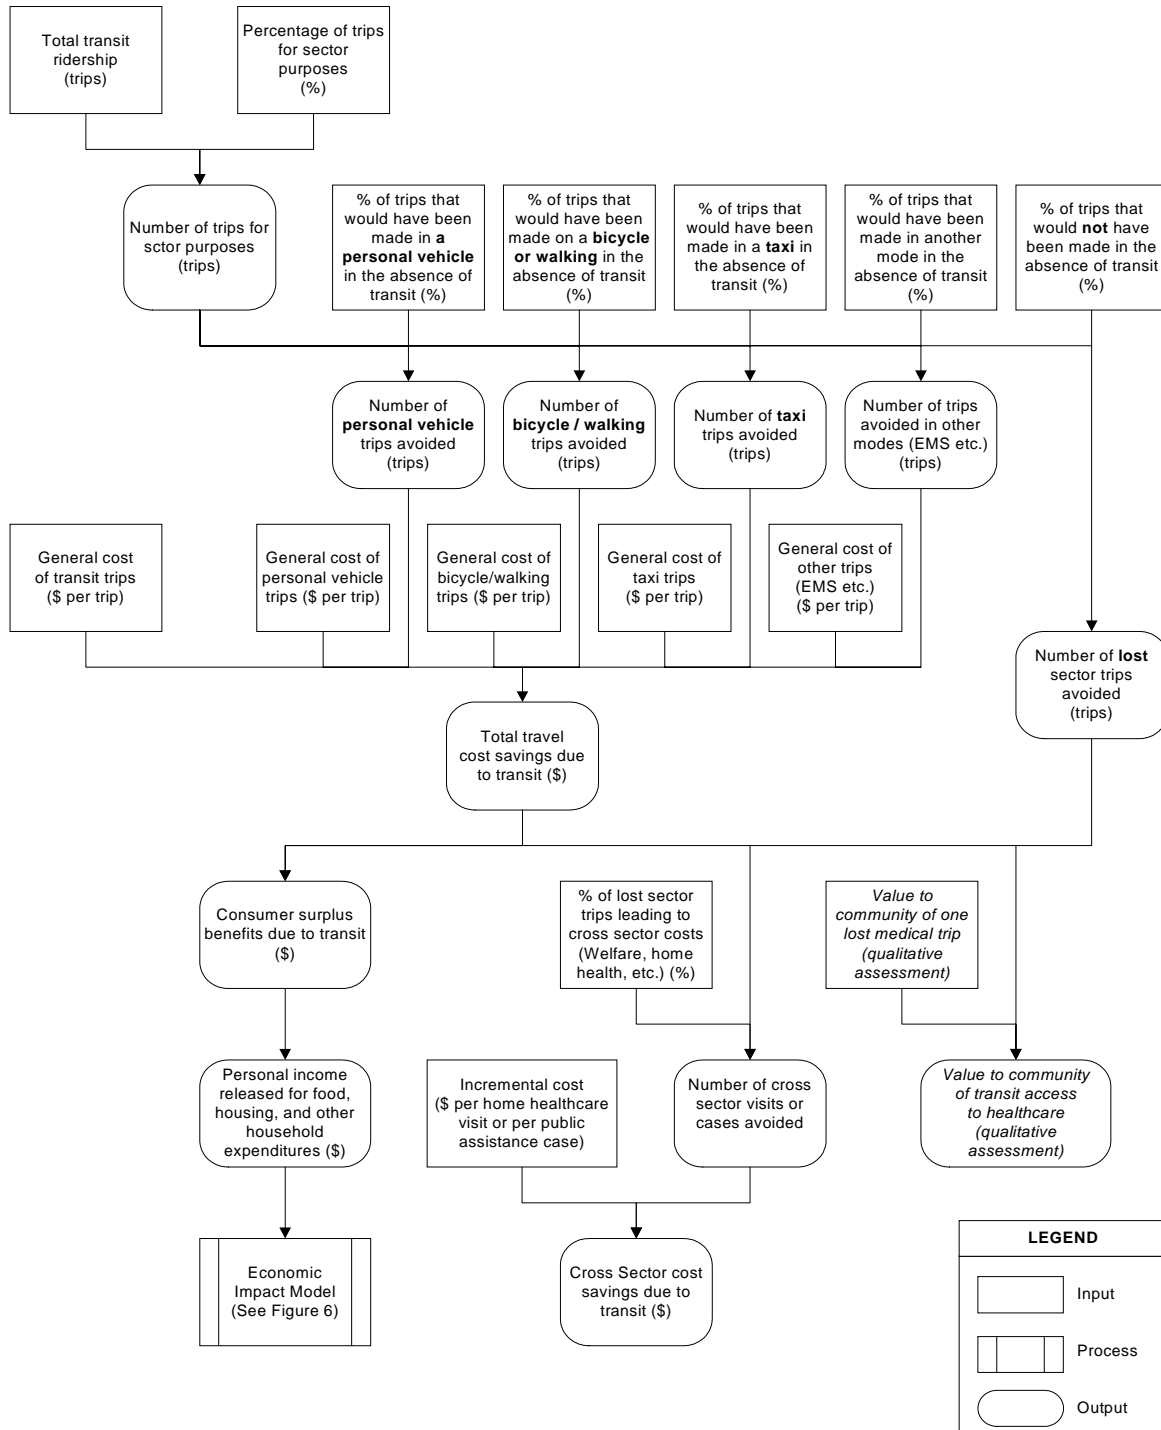 Total transit
ridership
(trips)
Percentage of trips
for sector
purposes
(%)
Number of trips for
sctor purposes
(trips)
% of trips that
would have been
made in a
personal vehicle
in the absence of
transit (%)
% of trips that
would have been
made on a bicycle
or walking in the
absence of transit
(%)
% of trips that
would have been
made in a taxi in
the absence of
transit (%)
% of trips that
would have been
made in another
mode in the
absence of transit
(%)
% of trips that
would not have
been made in the
absence of transit
(%)
Number of
personal vehicle
trips avoided
(trips)
Number of
bicycle / walking
trips avoided
(trips)
Number of taxi
trips avoided
(trips)
Number of trips
avoided in other
modes (EMS etc.)
(trips)
General cost
of transit trips
($ per trip)
General cost of
personal vehicle
trips ($ per trip)
General cost of
bicycle/walking
trips ($ per trip)
General cost of
taxi trips
($ per trip)
General cost of
other trips
(EMS etc.)
($ per trip)
Number of lost
sector trips
avoided
(trips)
Total travel
cost savings due
to transit ($)
Consumer surplus
benefits due to transit
($)
% of lost sector
trips leading to
cross sector costs
(Welfare, home
health, etc.) (%)
Value to
community of one
lost medical trip
(qualitative
assessment)
Personal income
released for food,
housing, and other
household
expenditures ($)
Incremental cost
($ per home healthcare
visit or per public
assistance case)
Number of cross
sector visits or
cases avoided
Value to community
of transit access
to healthcare
(qualitative
assessment)
Economic
Impact Model
(See Figure 6)
Cross Sector cost
savings due to
transit ($)
LEGEND
Input
Process
Output